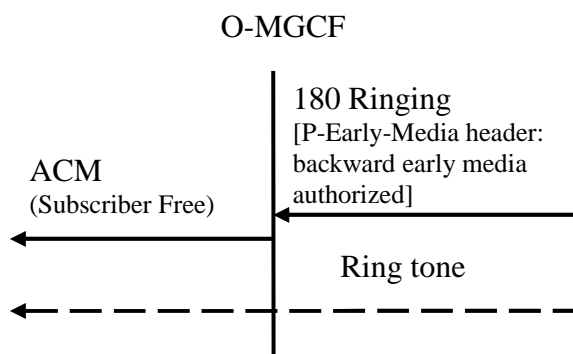 O-MGCF
180 Ringing
[P-Early-Media header:
backward early media
authorized]
ACM
(Subscriber Free)
Ring tone